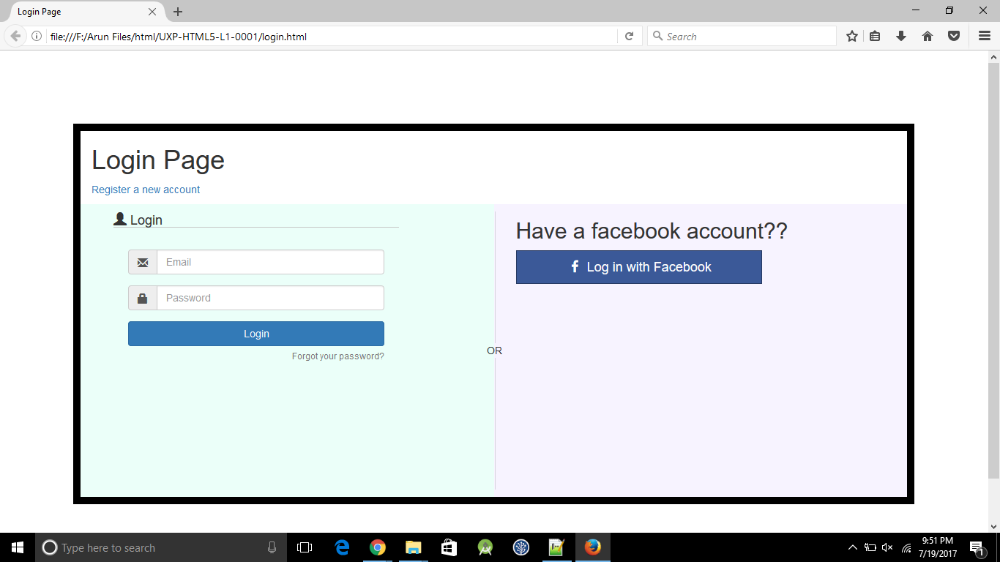 Login Page
file:///F:/Arun Files/html/UXP-HTML5-L1-0001/login.html
Search
Login Page
Register a new account
Login
Email
Password
Login
Forgot your password?
OR
Have a facebook account??
f Log in with Facebook
Type here to search
9:51 PM
7/19/2017
1